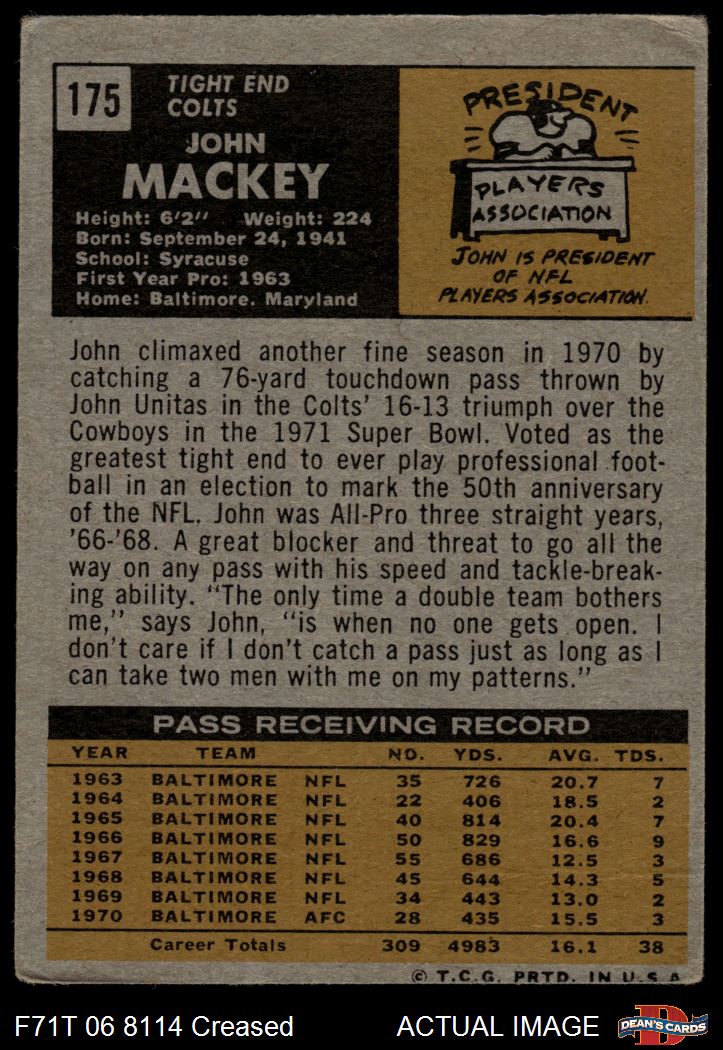 175
TIGHT END
COLTS
JOHN
MACKEY
Height: 6'2" Weight: 224
Born: September 24, 1941
School: Syracuse
First Year Pro: 1963
Home: Baltimore. Maryland
PRESIDENT
PLAYERS
ASSOCIATION
JOHN IS PRESIDENT
OF NFL
PLAYERS ASSOCIATION.
John climaxed another fine season in 1970 by
catching a 76-yard touchdown pass thrown by
John Unitas in the Colts' 16-13 triumph over the
Cowboys in the 1971 Super Bowl. Voted as the
greatest tight end to ever play professional foot-
ball in an election to mark the 50th anniversary
of the NFL. John was All-Pro three straight years,
'66-'68. A great blocker and threat to go all the
way on any pass with his speed and tackle-break-
ing ability. "The only time a double team bothers
me," says John, "is when no one gets open. I
don't care if I don't catch a pass just as long as I
can take two men with me on my patterns."
PASS RECEIVING RECORD
YEAR TEAM NO. YDS. AVG. TDS.
1963 BALTIMORE NFL 35 726 20.7 7
1964 BALTIMORE NFL 22 406 18.5 2
1965 BALTIMORE NFL 40 814 20.4 7
1966 BALTIMORE NFL 50 829 16.6 9
1967 BALTIMORE NFL 55 686 12.5 3
1968 BALTIMORE NFL 45 644 14.3 5
1969 BALTIMORE NFL 34 443 13.0 2
1970 BALTIMORE AFC 28 435 15.5 3
Career Totals 309 4983 16.1 38
© T.C.G. PRTD. IN U.S.A
F71T 06 8114 Creased
ACTUAL IMAGE
D
DEAN'S CARDS